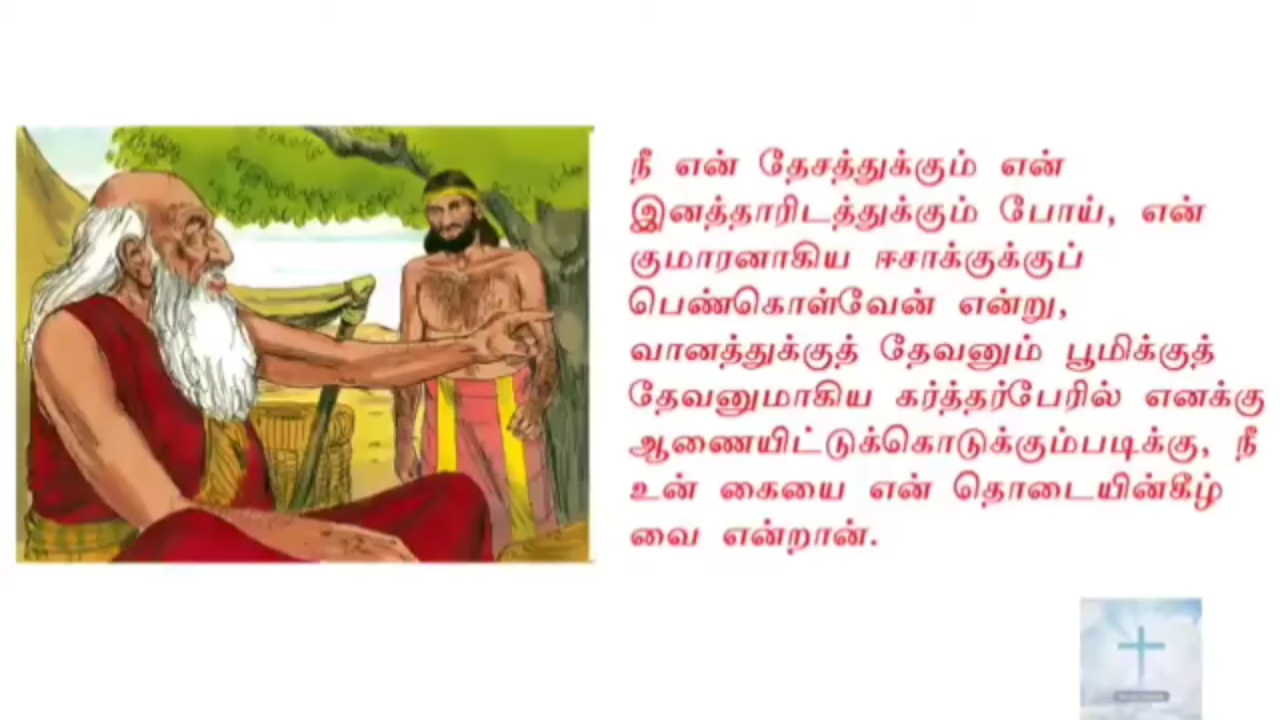 நீ என் தேசத்துக்கும் என்
இனத்தாரிடத்துக்கும் போய், என்
குமாரனாகிய ஈசாக்குக்குப்
பெண்கொள்வேன் என்று,
வானத்துக்குத் தேவனும் பூமிக்குத்
தேவனுமாகிய கர்த்தர்பேரில் எனக்கு
ஆணையிட்டுக்கொடுக்கும்படிக்கு, நீ
உன் கையை என் தொடையின்கீழ்
வை என்றான்.